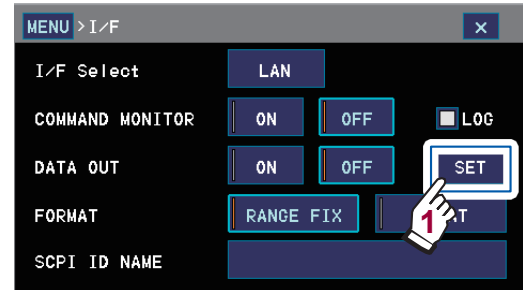 MENU >I/F ×
I/F Select LAN
COMMAND MONITOR ON OFF LOG
DATA OUT ON OFF SET
FORMAT RANGE FIX
1
SCPI ID NAME